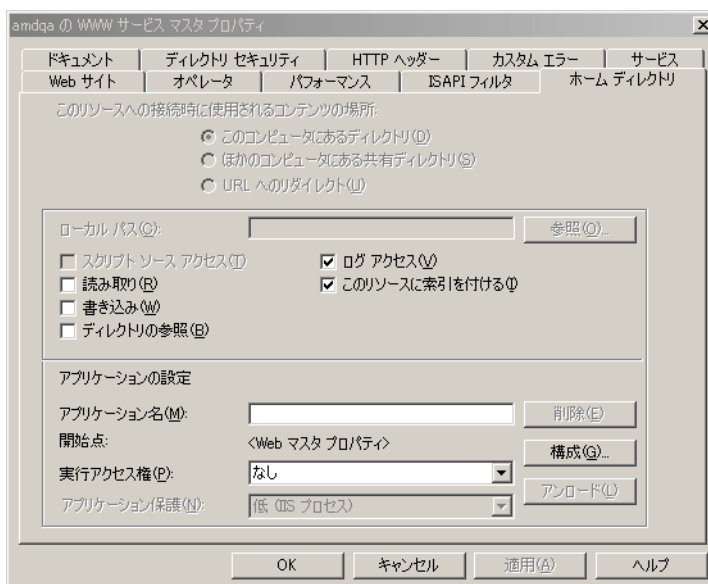 amdqa の WWW サービス マスタ プロパティ
ドキュメント ディレクトリ セキュリティ HTTP ヘッダー カスタム エラー サービス
Web サイト オペレータ パフォーマンス ISAPI フィルタ ホーム ディレクトリ
このリソースへの接続時に使用されるコンテンツの場所:
このコンピュータにあるディレクトリ(D)
ほかのコンピュータにある共有ディレクトリ(S)
URL へのリダイレクト(U)
ローカル パス(C): 参照(O)...
スクリプト ソース アクセス(T) ログ アクセス(V)
読み取り(R) このリソースに索引を付ける(I)
書き込み(W)
ディレクトリの参照(B)
アプリケーションの設定
アプリケーション名(M): 削除(E)
開始点: <Web マスタ プロパティ> 構成(G)...
実行アクセス権(P): なし
アプリケーション保護(N): 低 (IIS プロセス) アンロード(L)
OK キャンセル 適用(A) ヘルプ